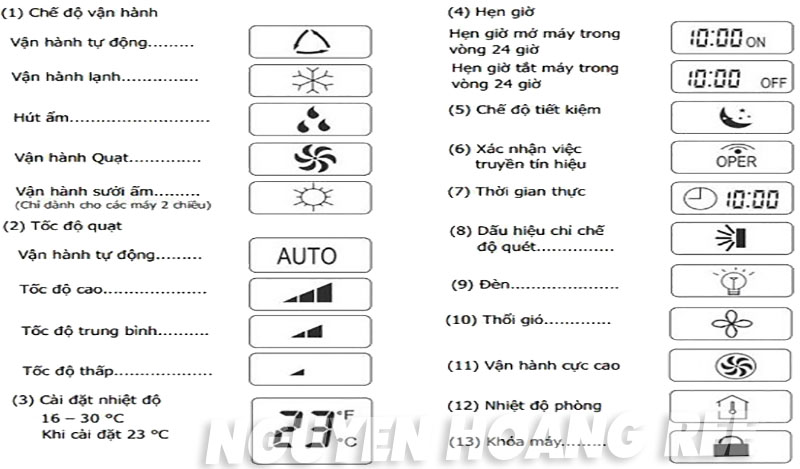 (1) Chế độ vận hành
Vận hành tự động.........
Vận hành lạnh...............
Hút ẩm...........................
Vận hành Quạt..............
Vận hành sưởi ấm.........
(Chỉ dành cho các máy 2 chiều)
(2) Tốc độ quạt
Vận hành tự động.........
AUTO
Tốc độ cao....................
Tốc độ trung bình..........
Tốc độ thấp...................
(3) Cài đặt nhiệt độ
16 – 30 °C
Khi cài đặt 23 °C
23 °F
°C
(4) Hẹn giờ
Hẹn giờ mở máy trong
vòng 24 giờ
10:00 ON
Hẹn giờ tắt máy trong
vòng 24 giờ
10:00 OFF
(5) Chế độ tiết kiệm
(6) Xác nhận việc
truyền tín hiệu
OPER
(7) Thời gian thực
10:00
(8) Dấu hiệu chỉ chế
độ quét...............
(9) Đèn.....................
(10) Thổi gió.............
(11) Vận hành cực cao
(12) Nhiệt độ phòng
(13) Khóa máy.........
NGUYEN HOANG REE